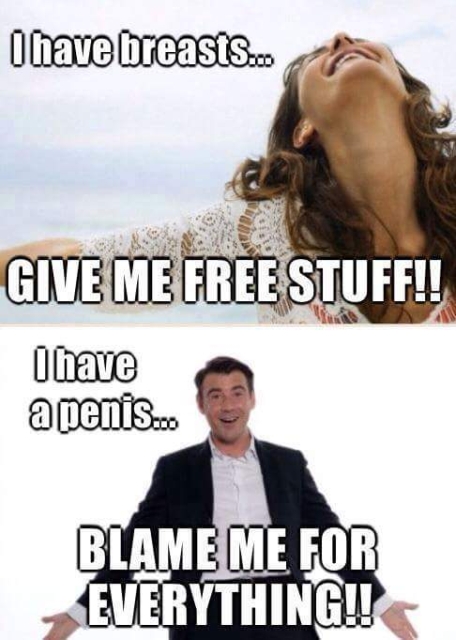 I have breasts...
GIVE ME FREE STUFF!!
I have
a penis...
BLAME ME FOR
EVERYTHING!!